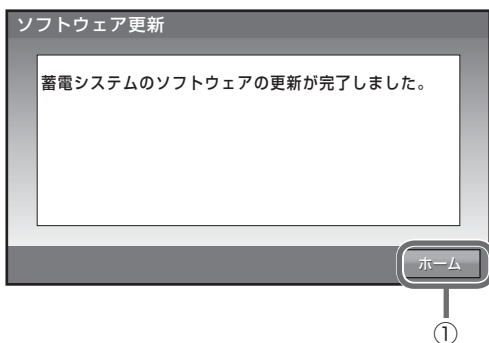 ソフトウェア更新
蓄電システムのソフトウェアの更新が完了しました。
ホーム
①